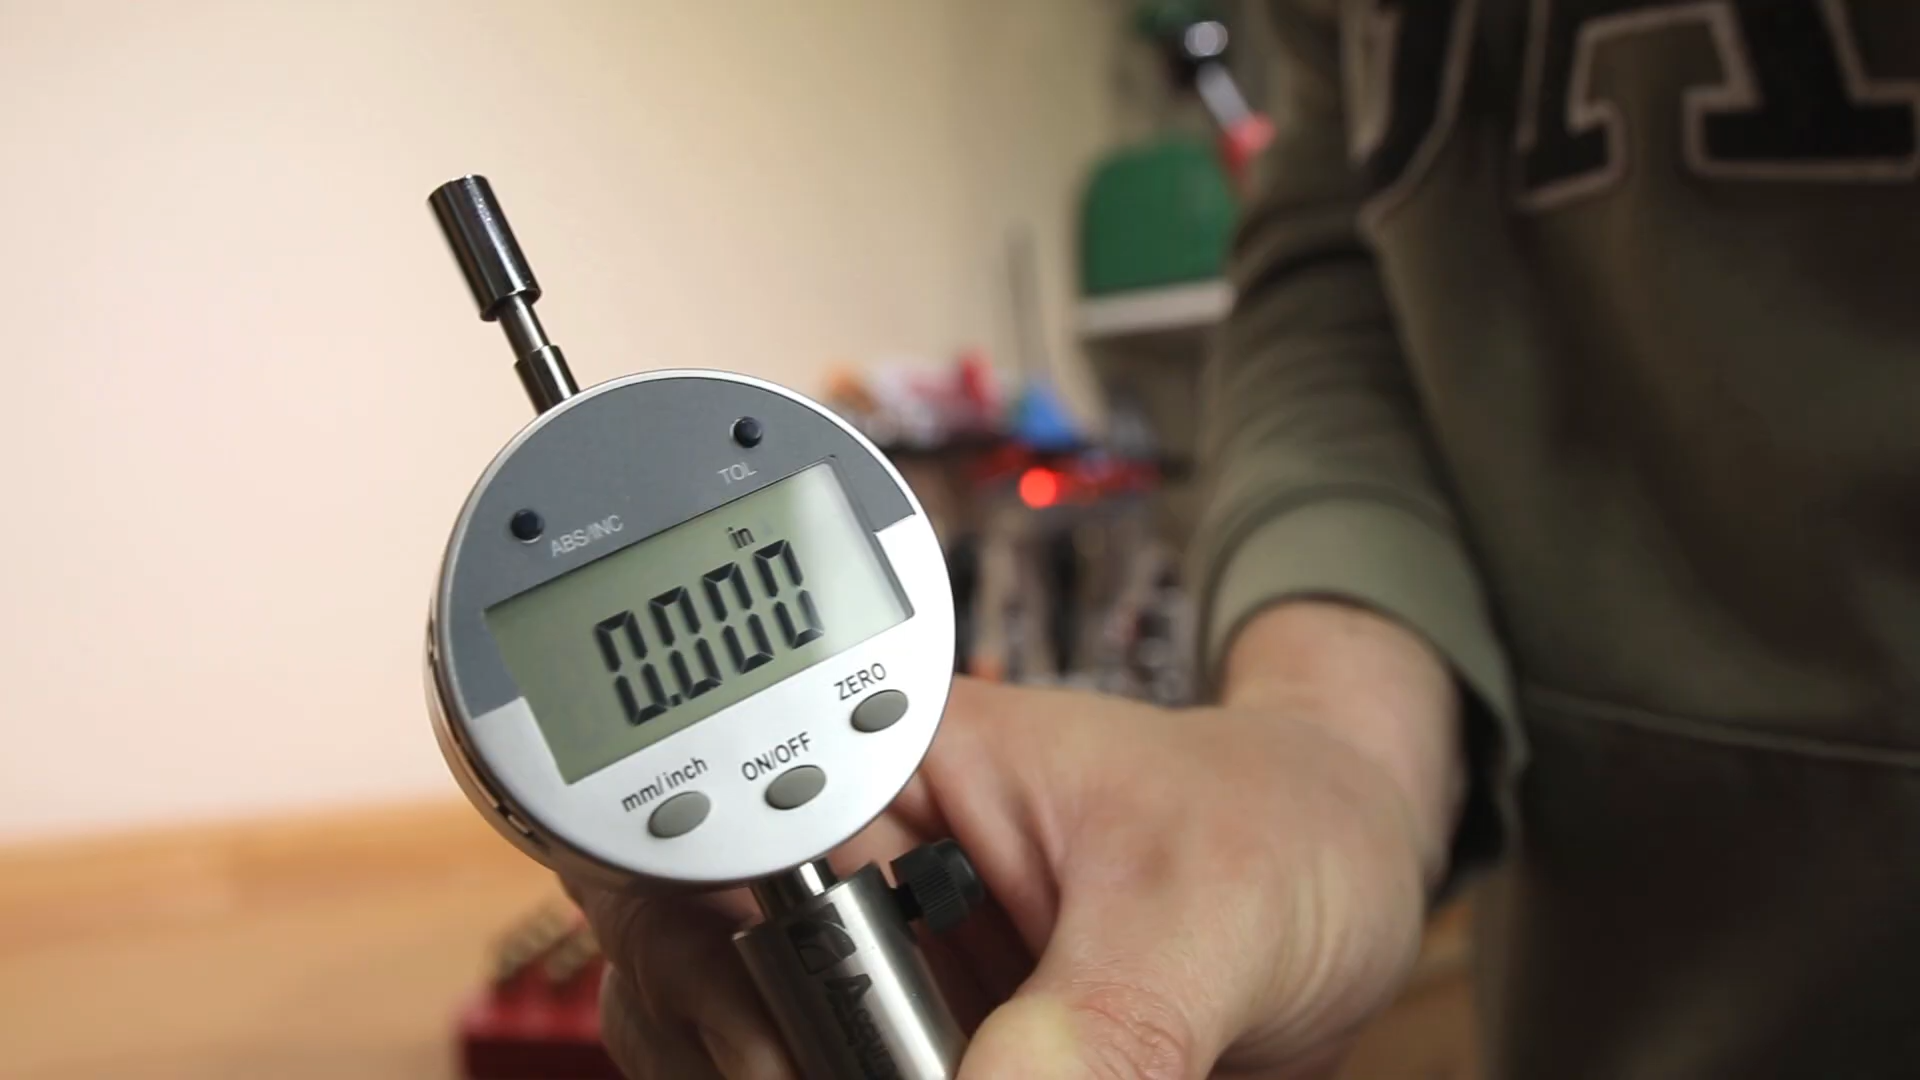 TOL
ABS/INC
in
0.000
ZERO
ON/OFF
mm/inch